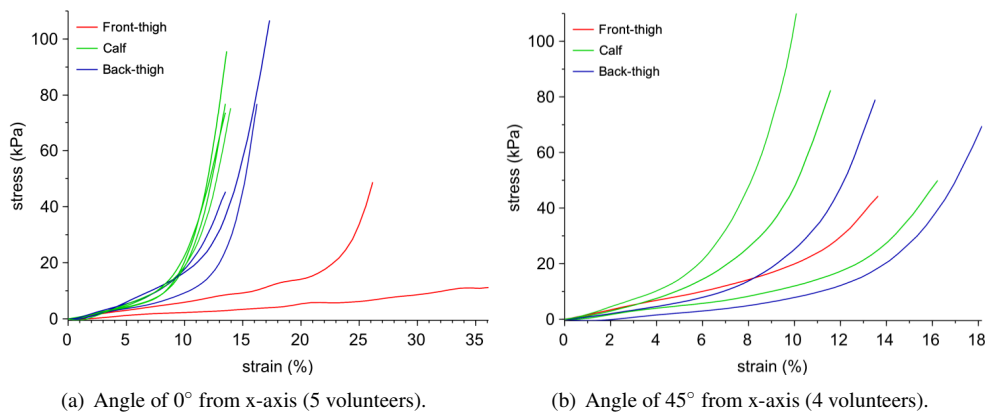 Front-thigh
Calf
Back-thigh
stress (kPa)
100
80
60
40
20
0
0 5 10 15 20 25 30 35
strain (%)
(a) Angle of 0° from x-axis (5 volunteers).
Front-thigh
Calf
Back-thigh
stress (kPa)
100
80
60
40
20
0
0 2 4 6 8 10 12 14 16 18
strain (%)
(b) Angle of 45° from x-axis (4 volunteers).